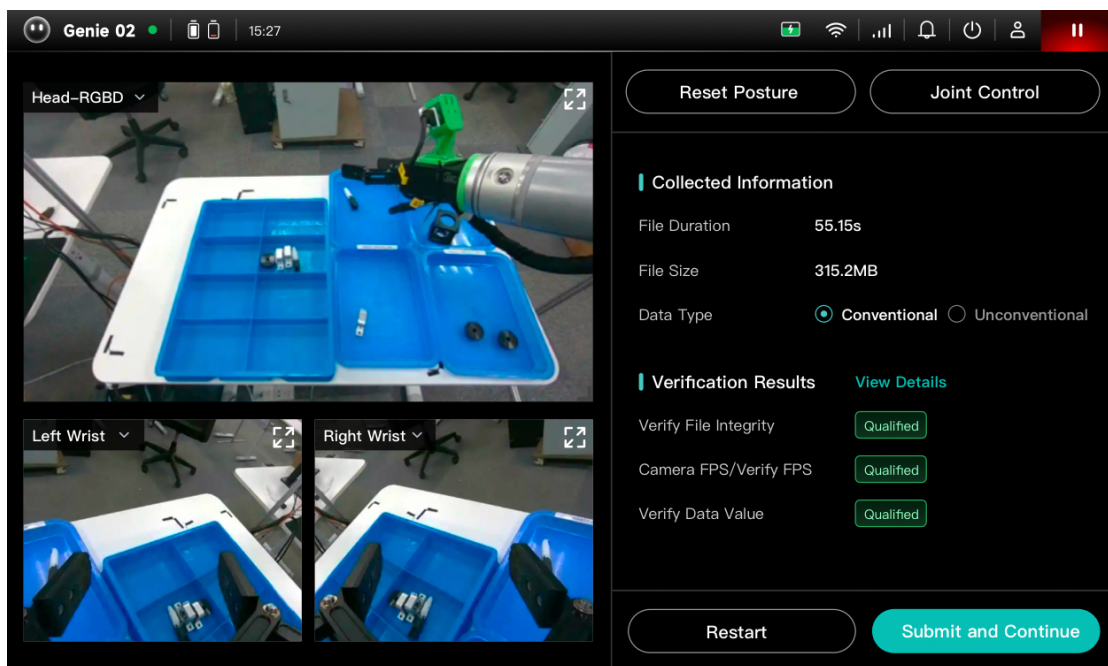 Genie 02
15:27
Head-RGBD
Left Wrist
Right Wrist
Reset Posture
Joint Control
Collected Information
File Duration 55.15s
File Size 315.2MB
Data Type Conventional Unconventional
Verification Results View Details
Verify File Integrity Qualified
Camera FPS/Verify FPS Qualified
Verify Data Value Qualified
Restart
Submit and Continue